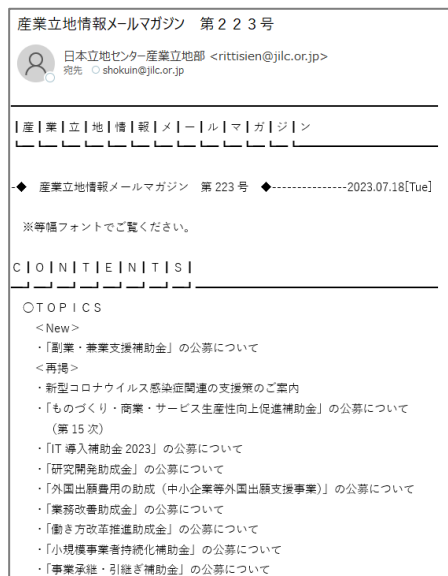 産業立地情報メールマガジン　第２２３号
日本立地センター産業立地部 <rittisien@jilc.or.jp>
宛先　○ shokuin@jilc.or.jp
┃産┃業┃立┃地┃情┃報┃メ┃ー┃ル┃マ┃ガ┃ジ┃ン
-◆　産業立地情報メールマガジン　第 223 号　◆---------------2023.07.18[Tue]
※等幅フォントでご覧ください。
C┃O┃N┃T┃E┃N┃T┃S┃
○ＴＯＰＩＣＳ
＜New＞
・「副業・兼業支援補助金」の公募について
＜再掲＞
・新型コロナウイルス感染症関連の支援策のご案内
・「ものづくり・商業・サービス生産性向上促進補助金」の公募について
（第 15 次）
・「IT 導入補助金 2023」の公募について
・「研究開発助成金」の公募について
・「外国出願費用の助成（中小企業等外国出願支援事業）」の公募について
・「業務改善助成金」の公募について
・「働き方改革推進助成金」の公募について
・「小規模事業者持続化補助金」の公募について
・「事業承継・引継ぎ補助金」の公募について